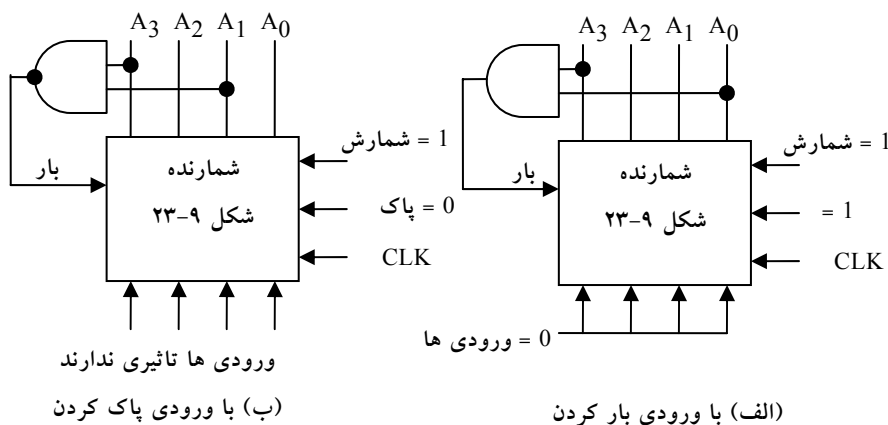 A3 A2 A1 A0
شمارنده
شکل ۹-۲۳
بار
شمارش = 1
= 1
CLK
ورودی ها = 0
(الف) با ورودی بار کردن
A3 A2 A1 A0
شمارنده
شکل ۹-۲۳
بار
شمارش = 1
پاک = 0
CLK
ورودی ها تاثیری ندارند
(ب) با ورودی پاک کردن